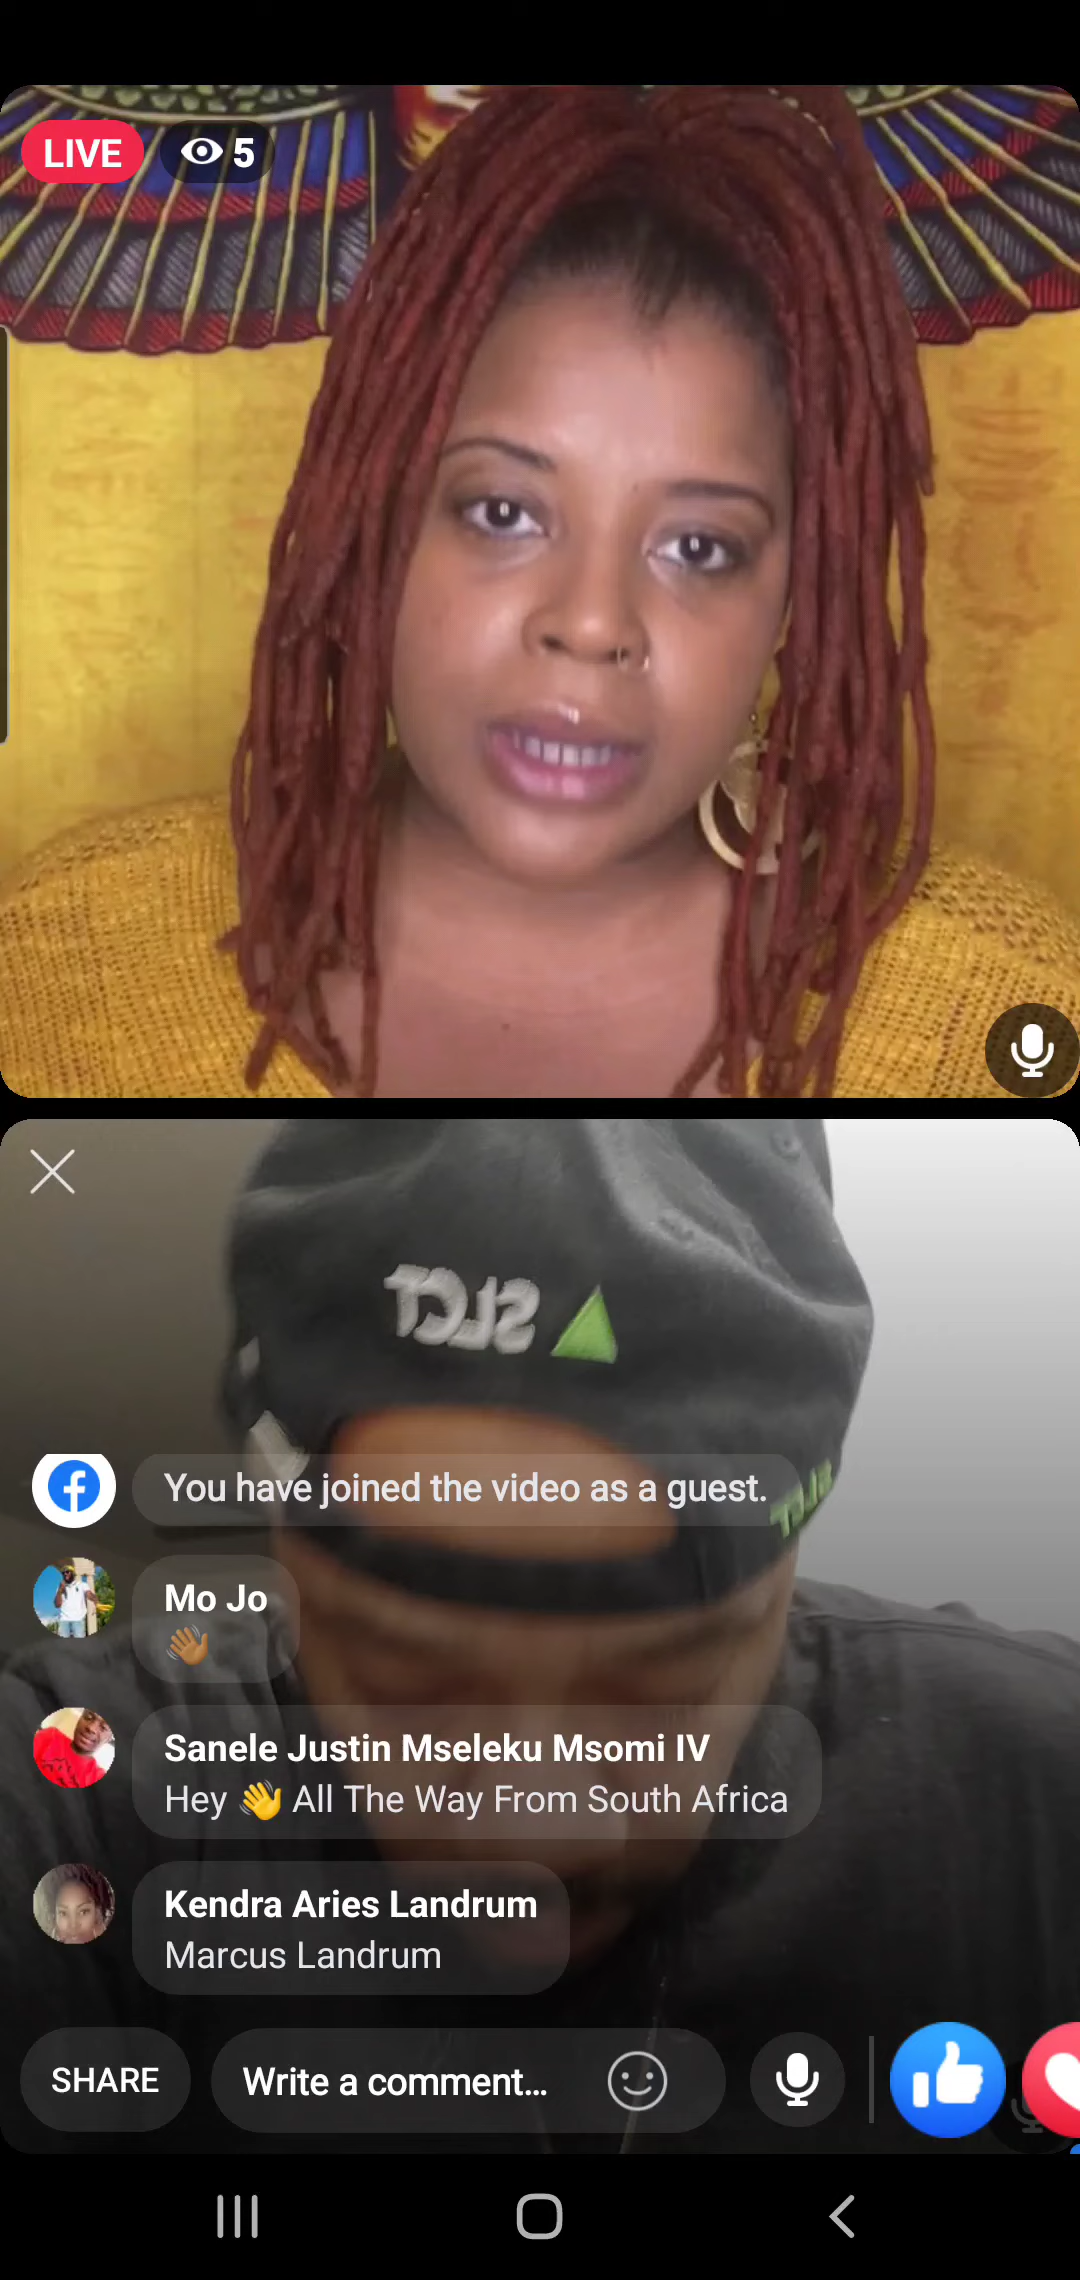 LIVE 5
SLCT
SLCT
You have joined the video as a guest.
Mo Jo
👋🏾
Sanele Justin Mseleku Msomi IV
Hey 👋 All The Way From South Africa
Kendra Aries Landrum
Marcus Landrum
SHARE
Write a comment...